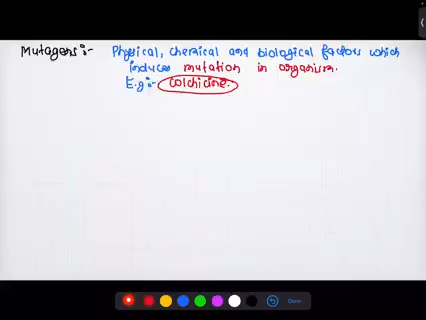 Mutagens:- Physical, chemical and biological factors which
induces mutation in organism.
E.g:- Colchicine.
Done